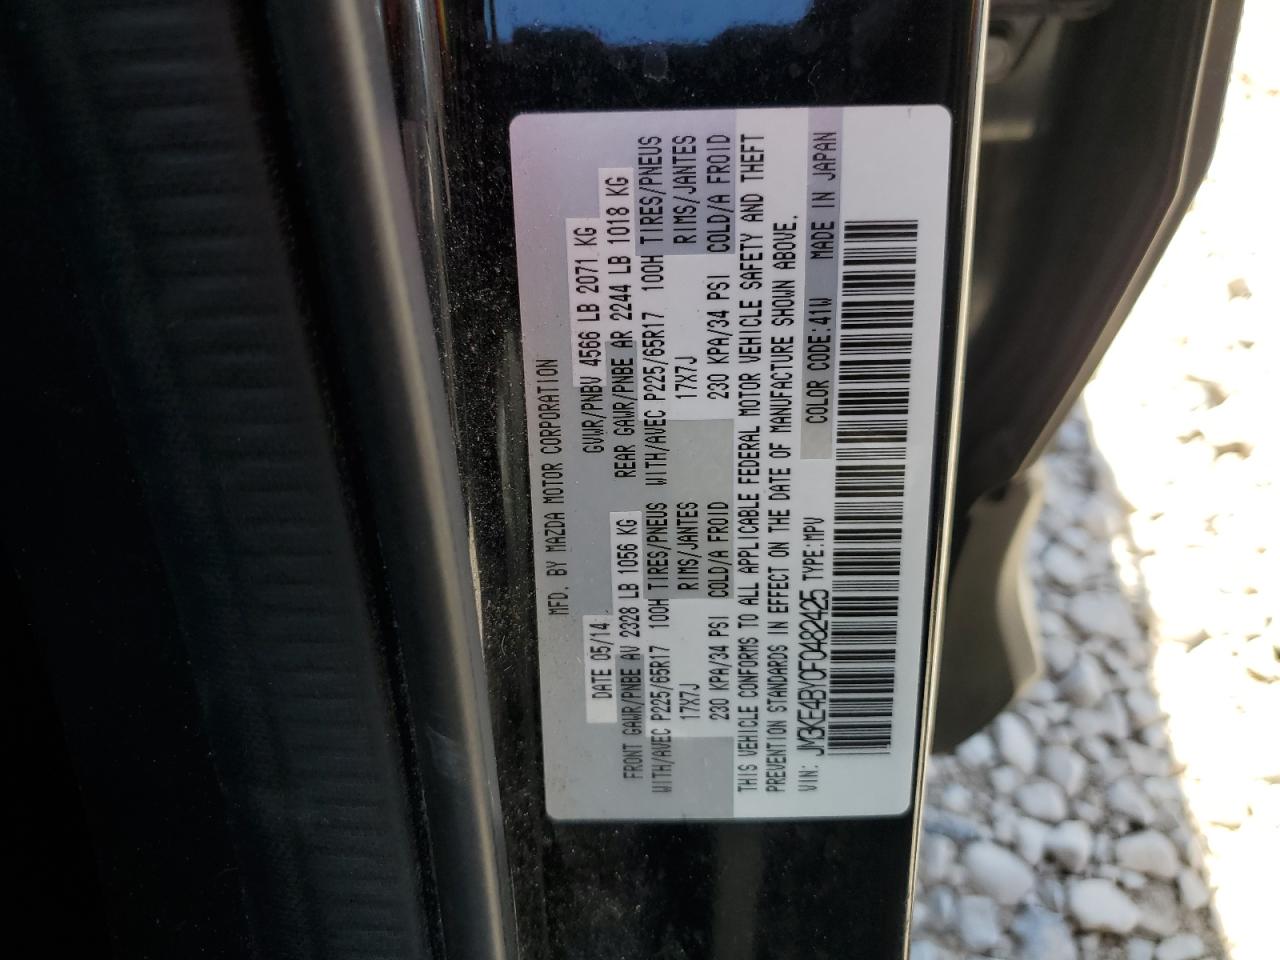 MFD. BY MAZDA MOTOR CORPORATION
DATE 05/14 GVWR/PNBV 4566 LB 2071 KG
FRONT GAWR/PNBE AV 2328 LB 1056 KG REAR GAWR/PNBE AR 2244 LB 1018 KG
WITH/AVEC P225/65R17 100H TIRES/PNEUS WITH/AVEC P225/65R17 100H TIRES/PNEUS
17X7J RIMS/JANTES 17X7J RIMS/JANTES
230 KPA/34 PSI COLD/A FROID 230 KPA/34 PSI COLD/A FROID
THIS VEHICLE CONFORMS TO ALL APPLICABLE FEDERAL MOTOR VEHICLE SAFETY AND THEFT
PREVENTION STANDARDS IN EFFECT ON THE DATE OF MANUFACTURE SHOWN ABOVE.
VIN: JM3KE4BY0F0482425 TYPE:MPV COLOR CODE:41W MADE IN JAPAN